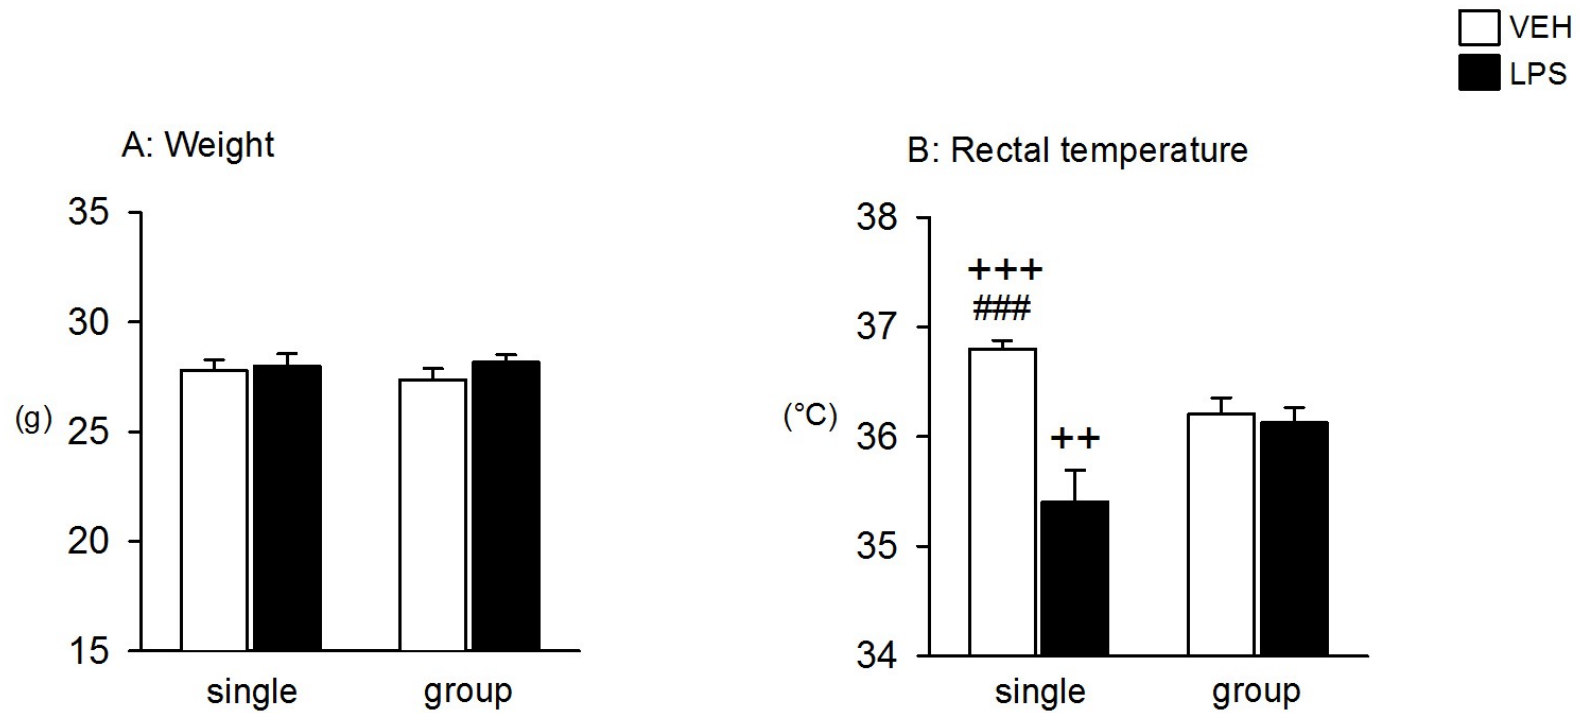 VEH
LPS
A: Weight
35
30
(g) 25
20
15
single group
B: Rectal temperature
38
+++
###
37
(°C) 36
++
35
34
single group